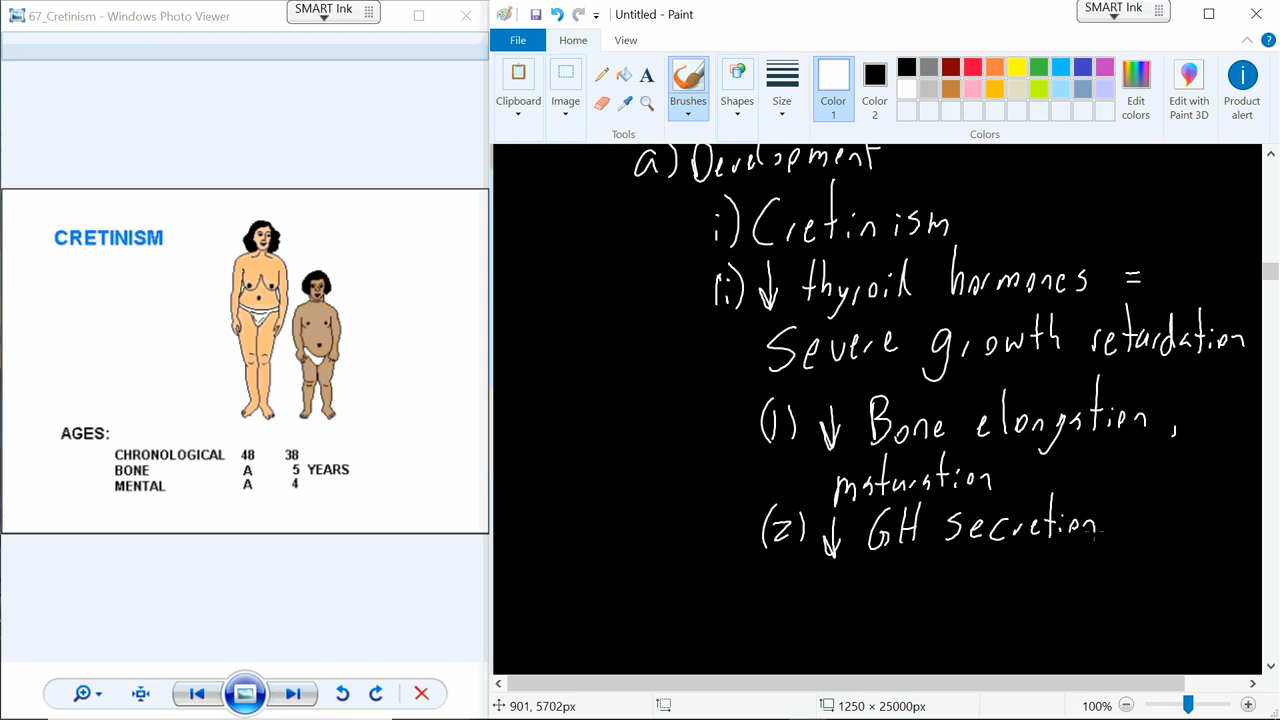 67_Cretinism - Windows Photo Viewer
SMART Ink
CRETINISM
AGES:
CHRONOLOGICAL 48 38
BONE A 5 YEARS
MENTAL A 4
Untitled - Paint
SMART Ink
File Home View
Clipboard Image Tools Brushes Shapes Size Color 1 Color 2 Colors Edit colors Edit with Paint 3D Product alert
a) Development
i) Cretinism
ii) ↓ thyroid hormones =
Severe growth retardation
(1) ↓ Bone elongation,
maturation
(2) ↓ GH secretion
901, 5702px 1250 × 25000px 100%